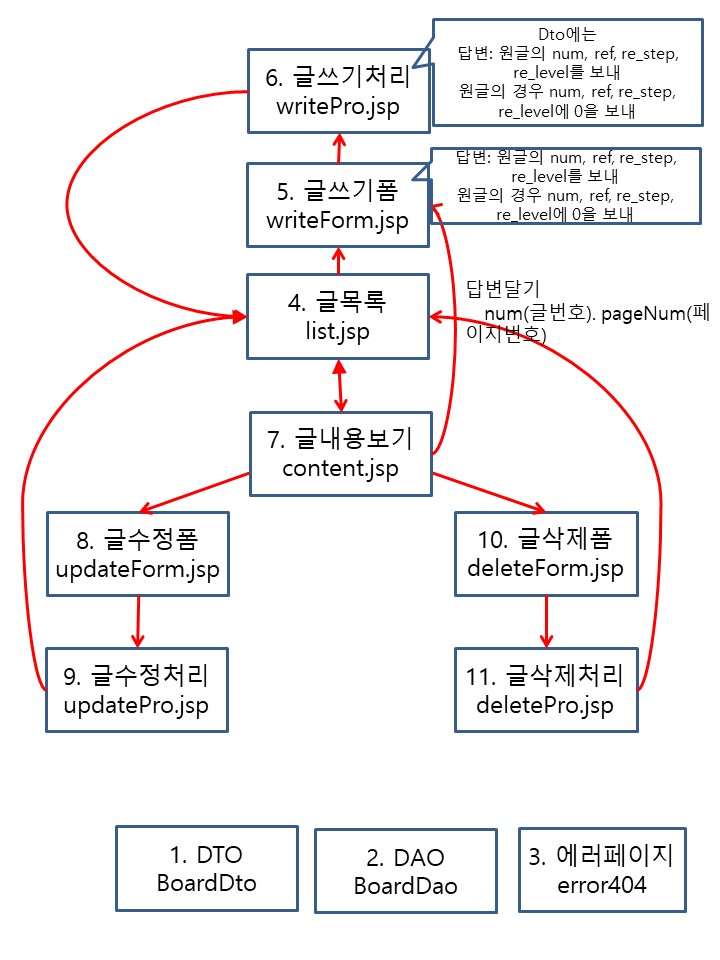 Dto에는
답변: 원글의 num, ref, re_step,
re_level를 보내
원글의 경우 num, ref, re_step,
re_level에 0을 보내
6. 글쓰기처리
writePro.jsp
답변: 원글의 num, ref, re_step,
re_level를 보내
원글의 경우 num, ref, re_step,
re_level에 0을 보내
5. 글쓰기폼
writeForm.jsp
4. 글목록
list.jsp
답변달기
num(글번호). pageNum(페
이지번호)
7. 글내용보기
content.jsp
8. 글수정폼
updateForm.jsp
10. 글삭제폼
deleteForm.jsp
9. 글수정처리
updatePro.jsp
11. 글삭제처리
deletePro.jsp
1. DTO
BoardDto
2. DAO
BoardDao
3. 에러페이지
error404